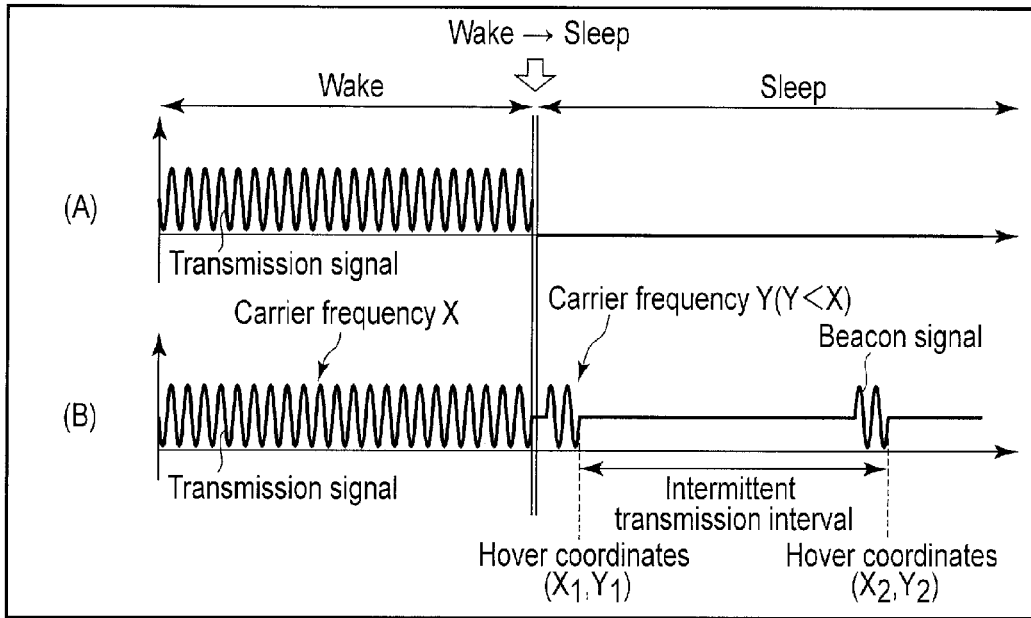 Wake → Sleep
Wake
Sleep
(A)
Transmission signal
Carrier frequency X
Carrier frequency Y(Y<X)
Beacon signal
(B)
Transmission signal
Intermittent
transmission interval
Hover coordinates
(X1,Y1)
Hover coordinates
(X2,Y2)